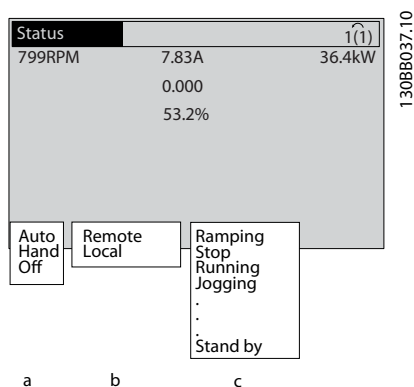 Status 1(1)
799RPM 7.83A 36.4kW
0.000
53.2%
Auto
Hand
Off
Remote
Local
Ramping
Stop
Running
Jogging
.
.
.
Stand by
a b c
130BB037.10